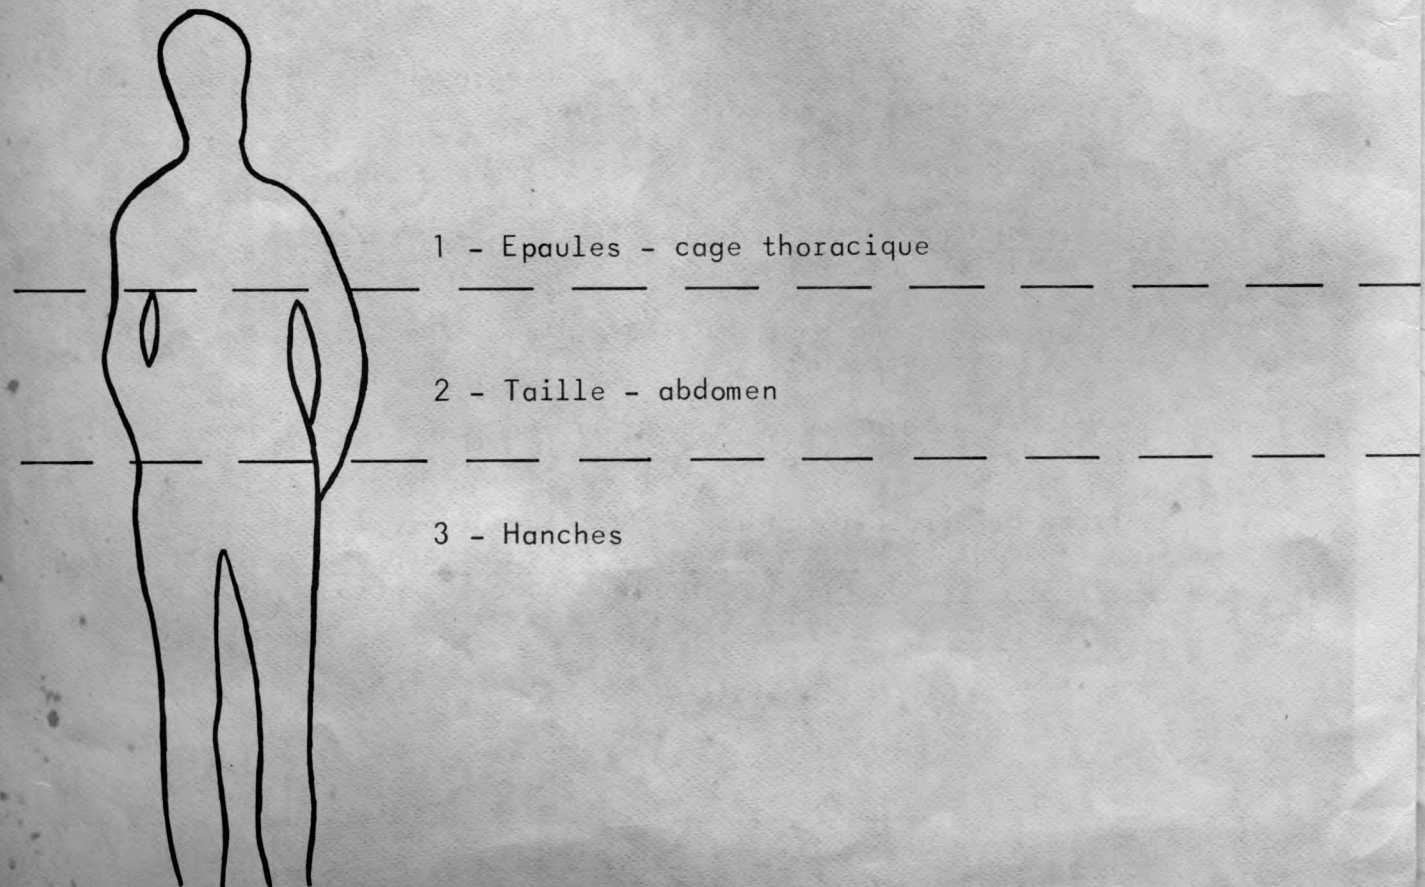 1 - Epaules - cage thoracique
2 - Taille - abdomen
3 - Hanches